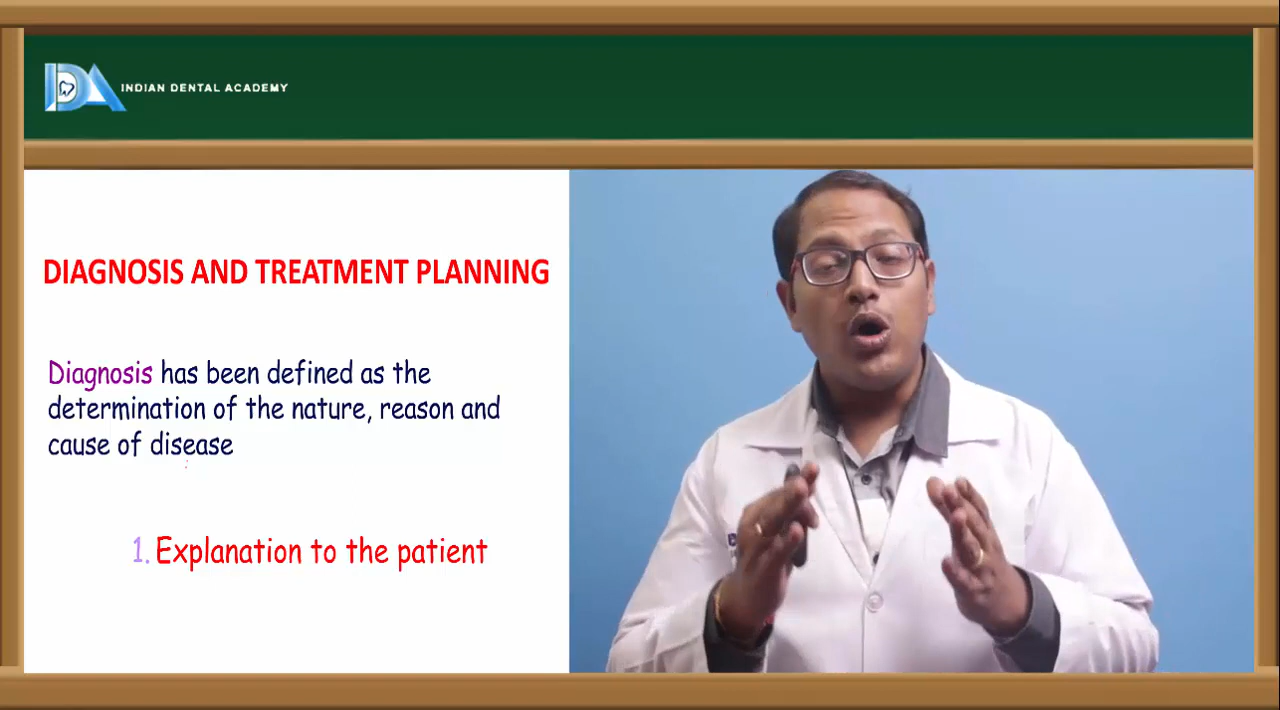 IDA INDIAN DENTAL ACADEMY
DIAGNOSIS AND TREATMENT PLANNING
Diagnosis has been defined as the
determination of the nature, reason and
cause of disease
1. Explanation to the patient